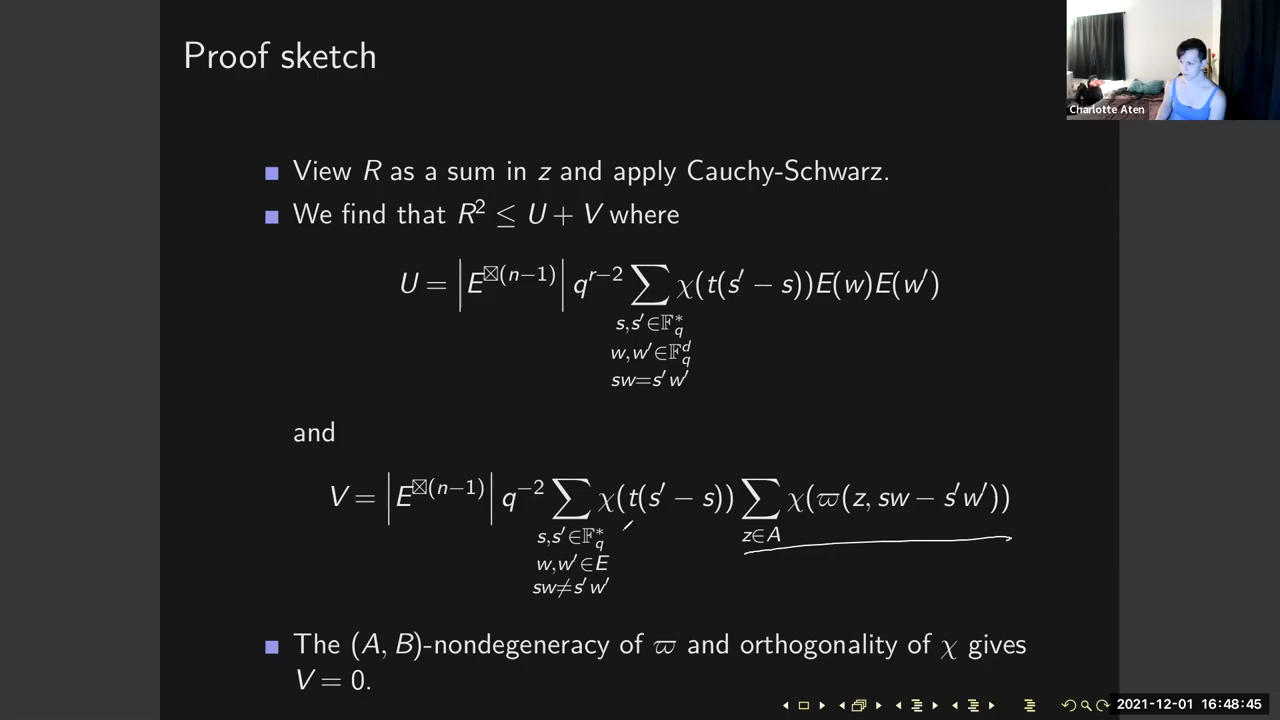 Proof sketch
Charlotte Aten
■ View R as a sum in z and apply Cauchy-Schwarz.
■ We find that R² ≤ U + V where
U = |E^{⊠(n−1)}| q^{r−2} ∑ χ(t(s′ − s))E(w)E(w′)
s,s′∈𝔽_q^*
w,w′∈𝔽_q^d
sw=s′w′
and
V = |E^{⊠(n−1)}| q^{−2} ∑ χ(t(s′ − s)) ∑ χ(ϖ(z, sw − s′w′))
s,s′∈𝔽_q^* z∈A
w,w′∈E
sw≠s′w′
■ The (A, B)-nondegeneracy of ϖ and orthogonality of χ gives
V = 0.
2021-12-01 16:48:45